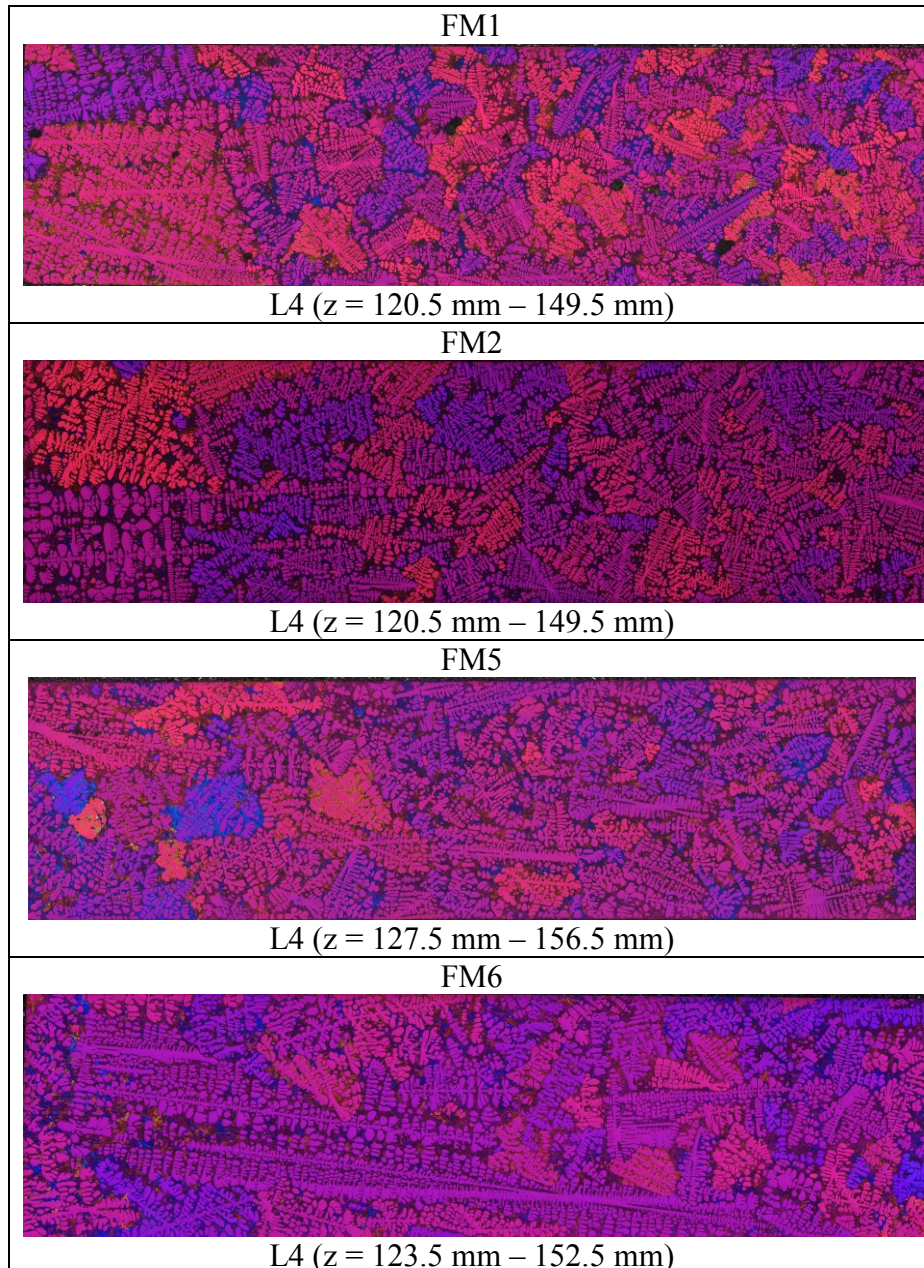 FM1
L4 (z = 120.5 mm – 149.5 mm)
FM2
L4 (z = 120.5 mm – 149.5 mm)
FM5
L4 (z = 127.5 mm – 156.5 mm)
FM6
L4 (z = 123.5 mm – 152.5 mm)